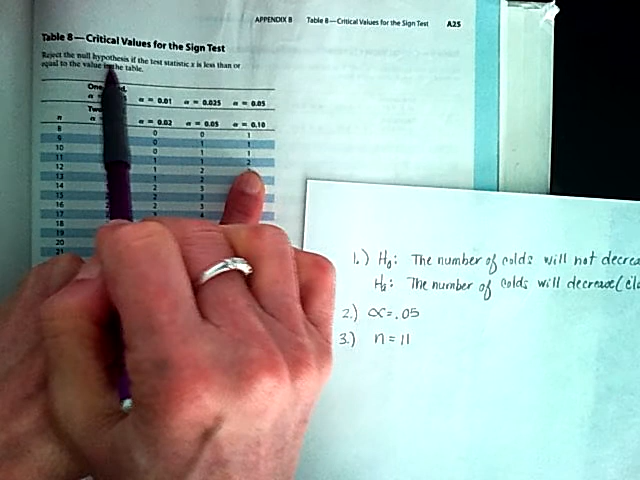 APPENDIX B Table 8—Critical Values for the Sign Test A25
Table 8—Critical Values for the Sign Test
Reject the null hypothesis if the test statistic x is less than or
equal to the value in the table.
One
α = 0.01 α = 0.025 α = 0.05
Two
n α = 0.02 α = 0.05 α = 0.10
8 0 0 1
9 0 1 1
10 0 1 1
11 1 1 2
12 1 2
13 1
14 2 3
15 2 3
16 2 3
17
18
19
20
21
1.) H₀: The number of colds will not decrea
The number of colds will decrease
2.) α = .05
3.) n = 11